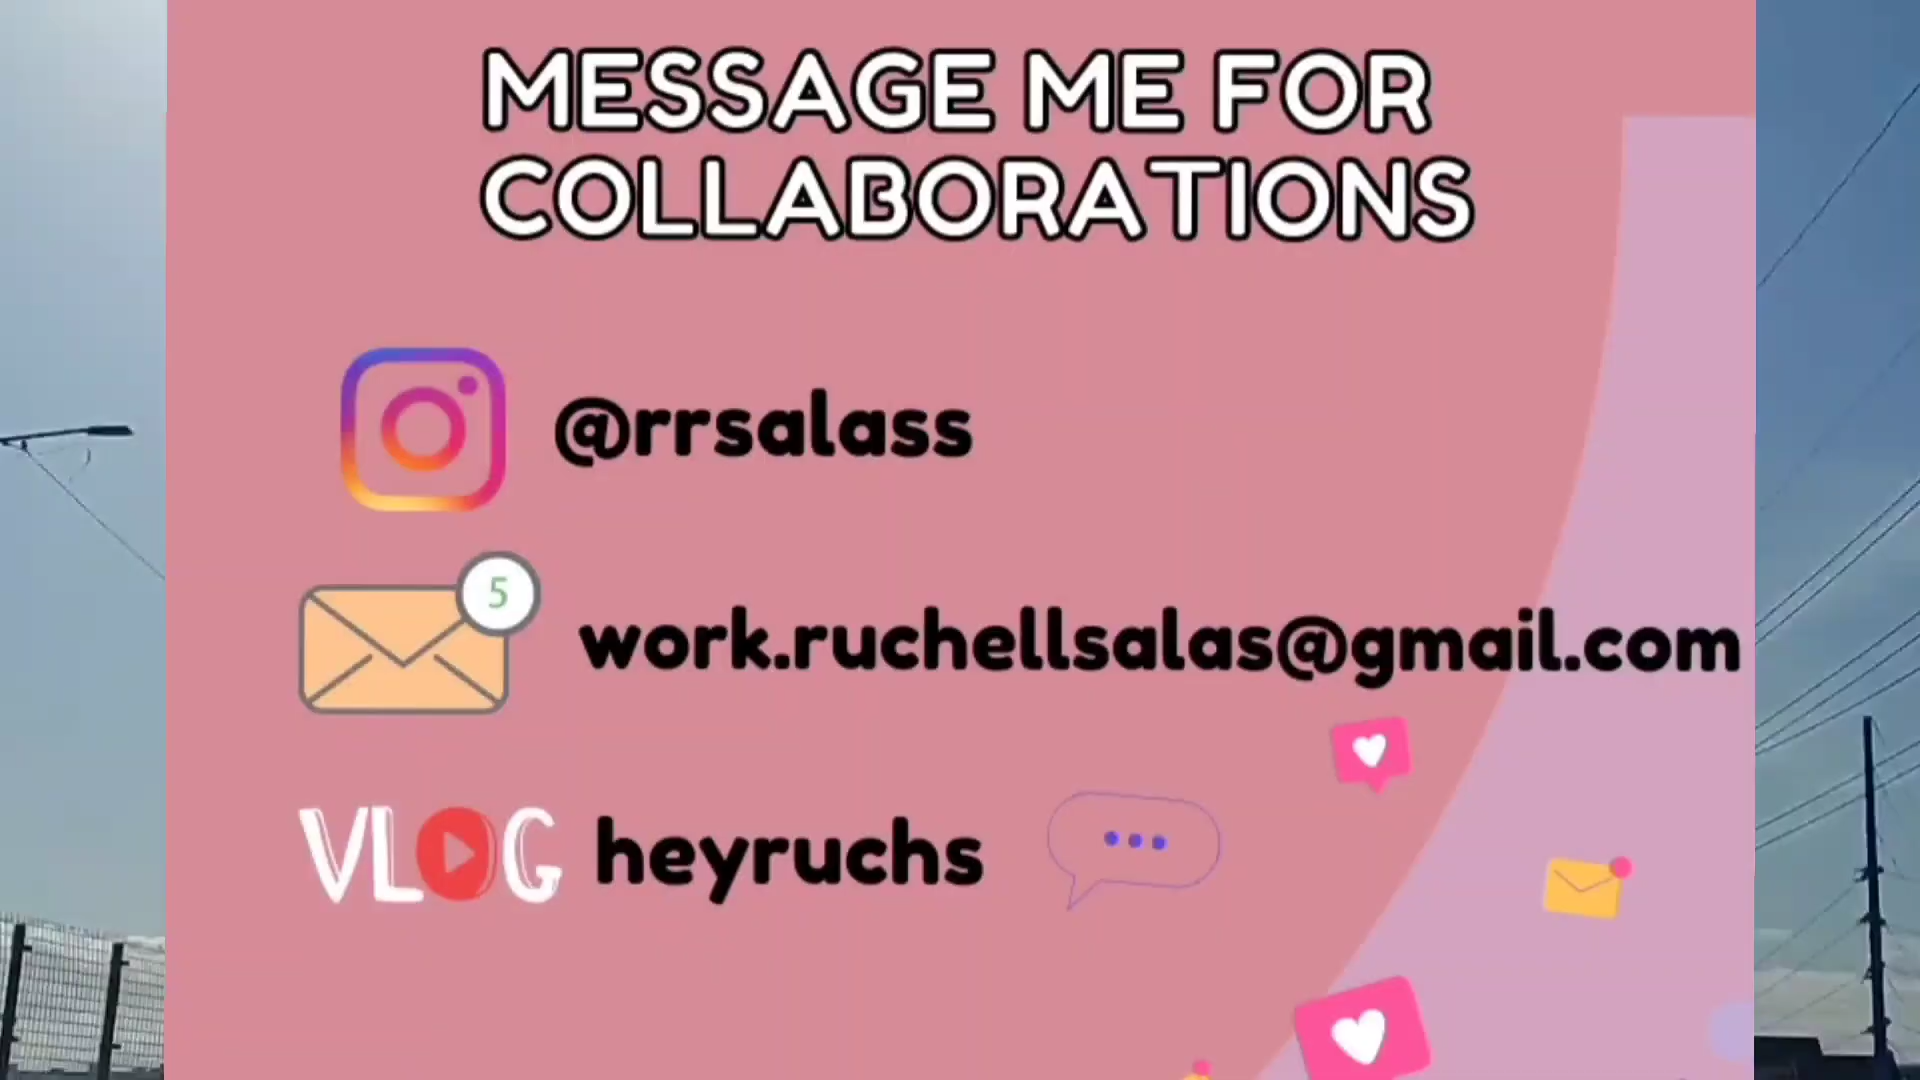 MESSAGE ME FOR
COLLABORATIONS
@rrsalass
5
work.ruchellsalas@gmail.com
VLOG heyruchs